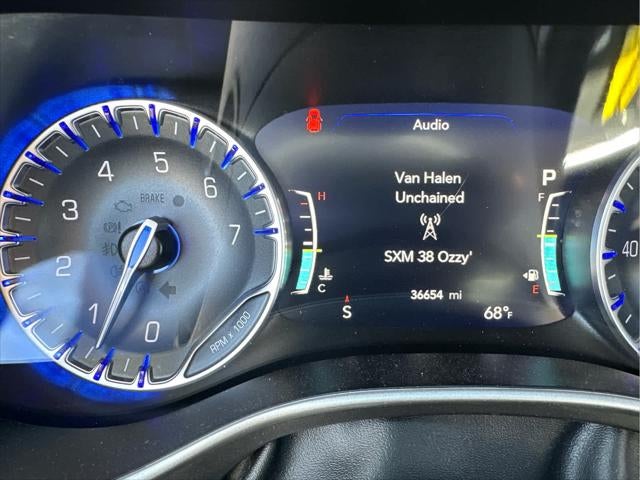 Audio
Van Halen
Unchained
SXM 38 Ozzy'
36654 mi
S
68°F
P
H
C
F
E
0
1
2
3
4
5
6
7
BRAKE
RPM x 1000
40